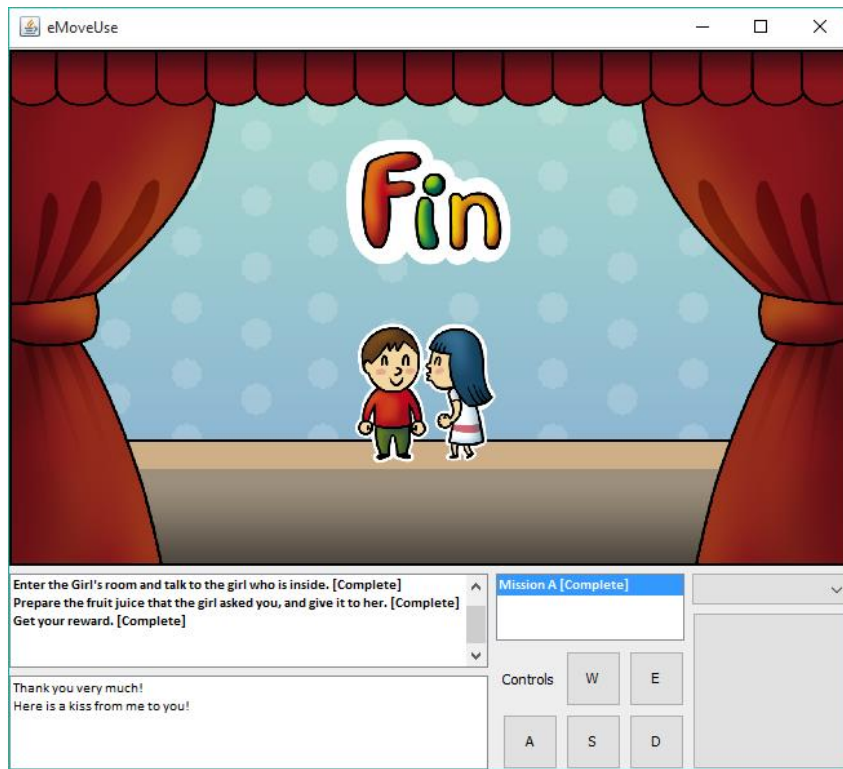 eMoveUse
Fin
Enter the Girl's room and talk to the girl who is inside. [Complete]
Prepare the fruit juice that the girl asked you, and give it to her. [Complete]
Get your reward. [Complete]
Mission A [Complete]
Thank you very much!
Here is a kiss from me to you!
Controls
W
E
A
S
D